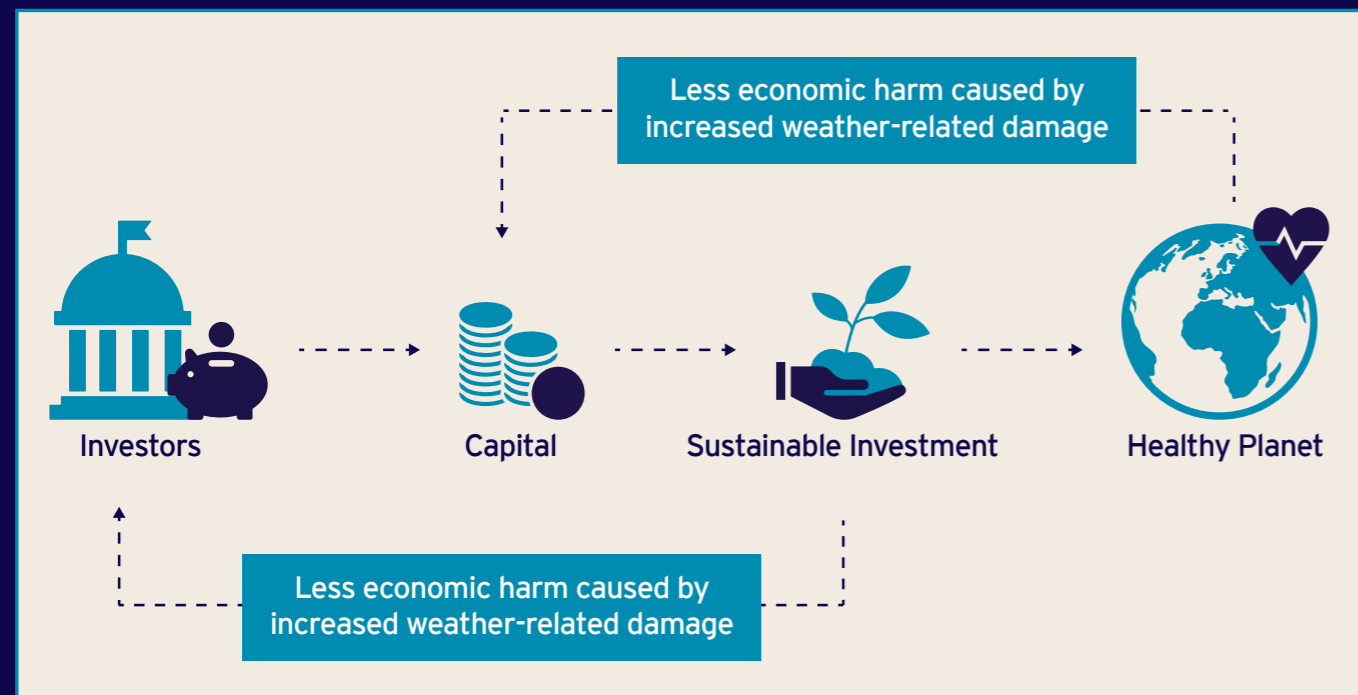 Less economic harm caused by
increased weather-related damage
Investors
Capital
Sustainable Investment
Healthy Planet
Less economic harm caused by
increased weather-related damage